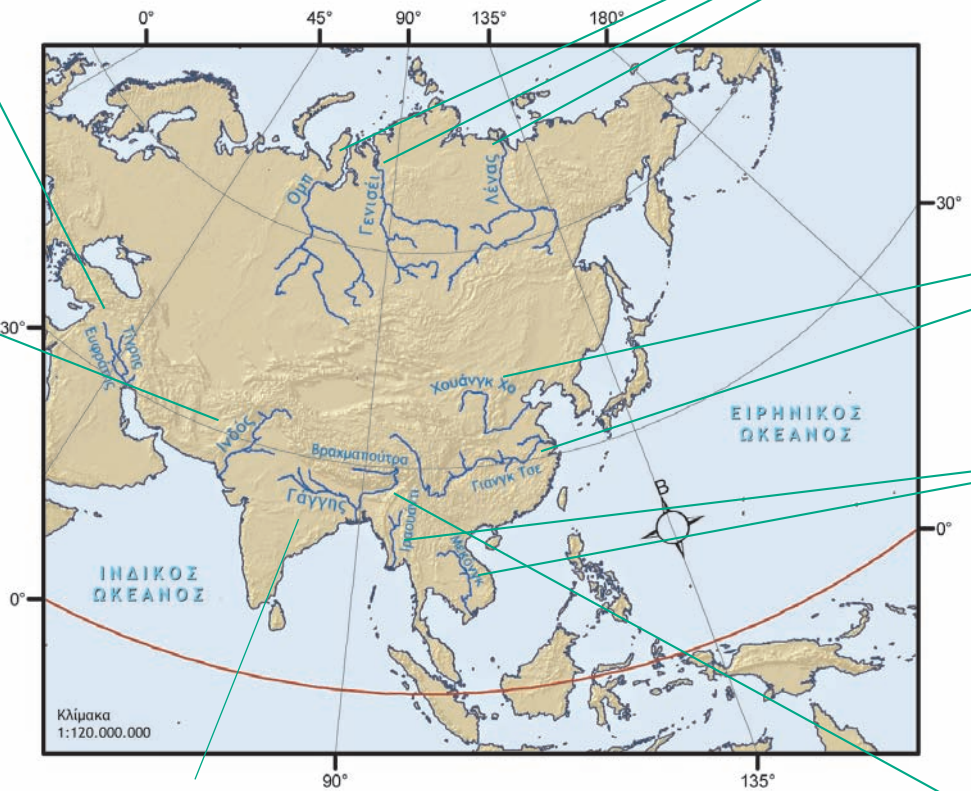 0° 45° 90° 135° 180°
30°
30°
0°
0°
90° 135°
Ομπ
Γενισέι
Λένας
Ευφράτης
Τίγρης
Χουάνγκ Χο
Ινδός
Βραχμαπούτρα
Γιανγκ Τσε
Γάγγης
Ιραουάντι
Μεκόνγκ
ΕΙΡΗΝΙΚΟΣ
ΩΚΕΑΝΟΣ
Β
ΙΝΔΙΚΟΣ
ΩΚΕΑΝΟΣ
Κλίμακα
1:120.000.000